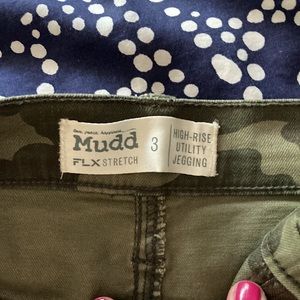 Mudd
FLX STRETCH
3
HIGH-RISE
UTILITY
JEGGING